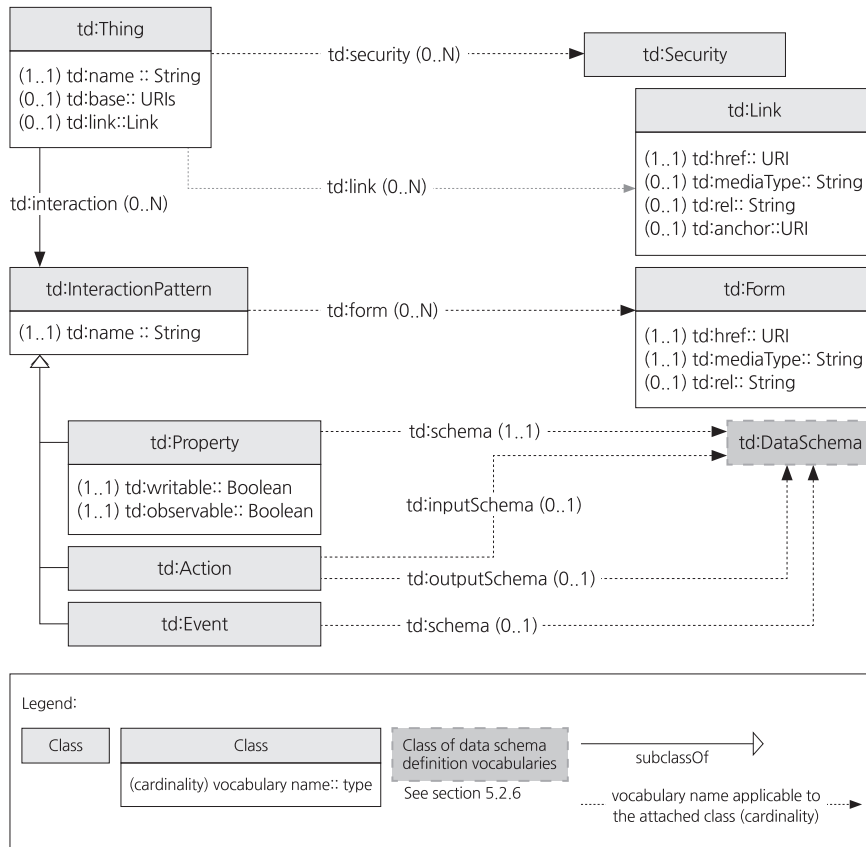 td:Thing
(1..1) td:name :: String
(0..1) td:base:: URIs
(0..1) td:link::Link
td:security (0..N)
td:Security
td:Link
(1..1) td:href:: URI
(0..1) td:mediaType:: String
(0..1) td:rel:: String
(0..1) td:anchor::URI
td:link (0..N)
td:interaction (0..N)
td:InteractionPattern
(1..1) td:name :: String
td:form (0..N)
td:Form
(1..1) td:href:: URI
(1..1) td:mediaType:: String
(0..1) td:rel:: String
td:Property
(1..1) td:writable:: Boolean
(1..1) td:observable:: Boolean
td:schema (1..1)
td:DataSchema
td:inputSchema (0..1)
td:Action
td:outputSchema (0..1)
td:Event
td:schema (0..1)
Legend:
Class
Class
(cardinality) vocabulary name:: type
Class of data schema
definition vocabularies
See section 5.2.6
subclassOf
vocabulary name applicable to
the attached class (cardinality)